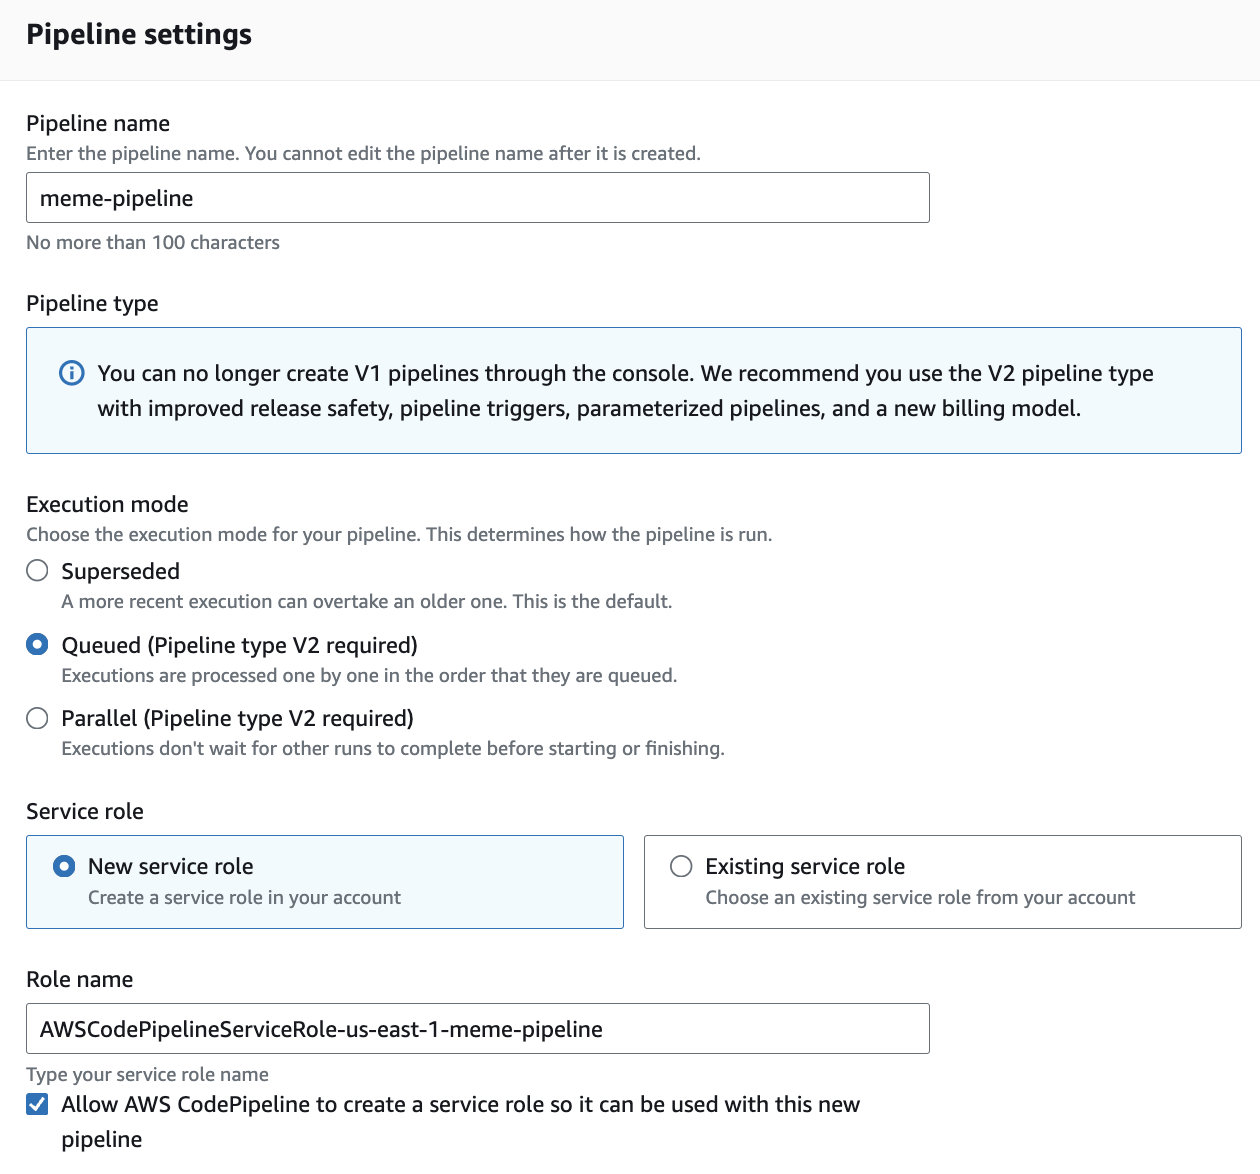 Pipeline settings
Pipeline name
Enter the pipeline name. You cannot edit the pipeline name after it is created.
meme-pipeline
No more than 100 characters
Pipeline type
You can no longer create V1 pipelines through the console. We recommend you use the V2 pipeline type
with improved release safety, pipeline triggers, parameterized pipelines, and a new billing model.
Execution mode
Choose the execution mode for your pipeline. This determines how the pipeline is run.
Superseded
A more recent execution can overtake an older one. This is the default.
Queued (Pipeline type V2 required)
Executions are processed one by one in the order that they are queued.
Parallel (Pipeline type V2 required)
Executions don't wait for other runs to complete before starting or finishing.
Service role
New service role
Create a service role in your account
Existing service role
Choose an existing service role from your account
Role name
AWSCodePipelineServiceRole-us-east-1-meme-pipeline
Type your service role name
Allow AWS CodePipeline to create a service role so it can be used with this new
pipeline